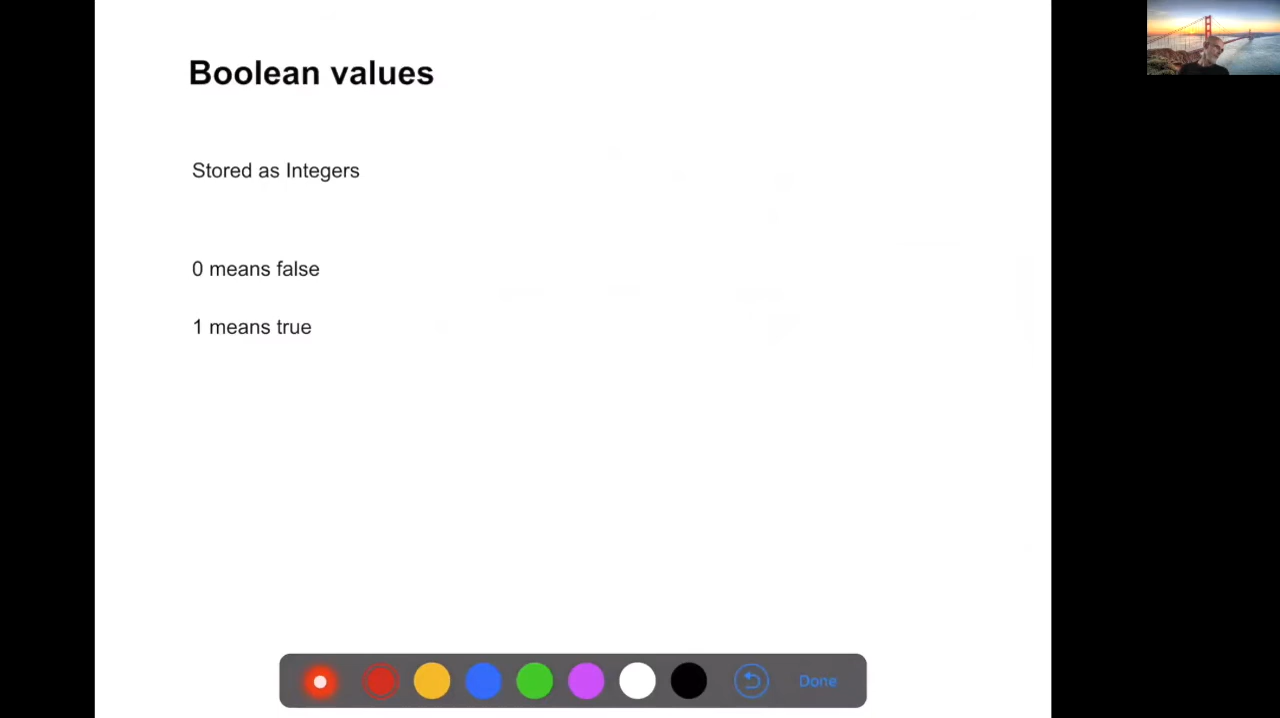 Boolean values
Stored as Integers
0 means false
1 means true
Done